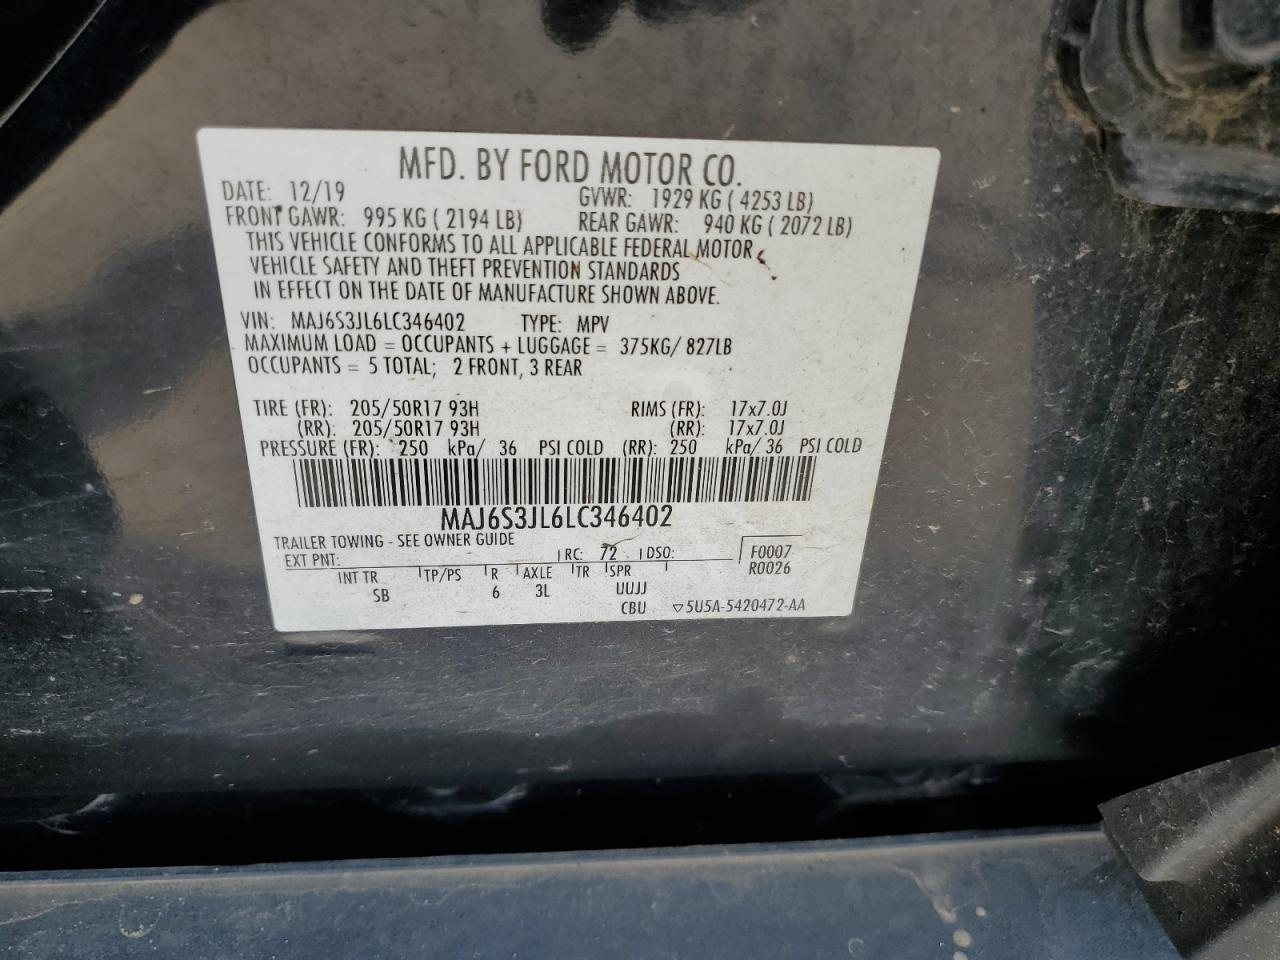 MFD. BY FORD MOTOR CO.
DATE: 12/19 GVWR: 1929 KG ( 4253 LB)
FRONT GAWR: 995 KG ( 2194 LB) REAR GAWR: 940 KG ( 2072 LB)
THIS VEHICLE CONFORMS TO ALL APPLICABLE FEDERAL MOTOR
VEHICLE SAFETY AND THEFT PREVENTION STANDARDS
IN EFFECT ON THE DATE OF MANUFACTURE SHOWN ABOVE.
VIN: MAJ6S3JL6LC346402 TYPE: MPV
MAXIMUM LOAD = OCCUPANTS + LUGGAGE = 375KG/ 827LB
OCCUPANTS = 5 TOTAL; 2 FRONT, 3 REAR
TIRE (FR): 205/50R17 93H RIMS (FR): 17x7.0J
(RR): 205/50R17 93H (RR): 17x7.0J
PRESSURE (FR): 250 kPa/ 36 PSI COLD (RR): 250 kPa/ 36 PSI COLD
MAJ6S3JL6LC346402
TRAILER TOWING - SEE OWNER GUIDE
EXT PNT: RC: 72 DSO: F0007
R0026
INT TR TP/PS R AXLE TR SPR
SB 6 3L UUJJ
CBU ▽5U5A-5420472-AA